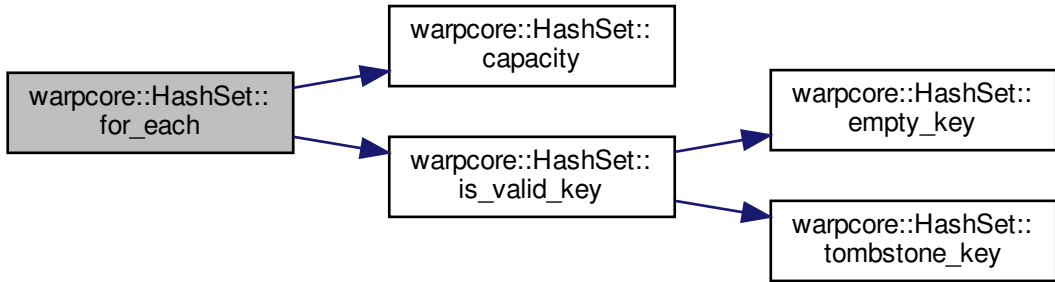 warpcore::HashSet::
for_each
warpcore::HashSet::
capacity
warpcore::HashSet::
is_valid_key
warpcore::HashSet::
empty_key
warpcore::HashSet::
tombstone_key